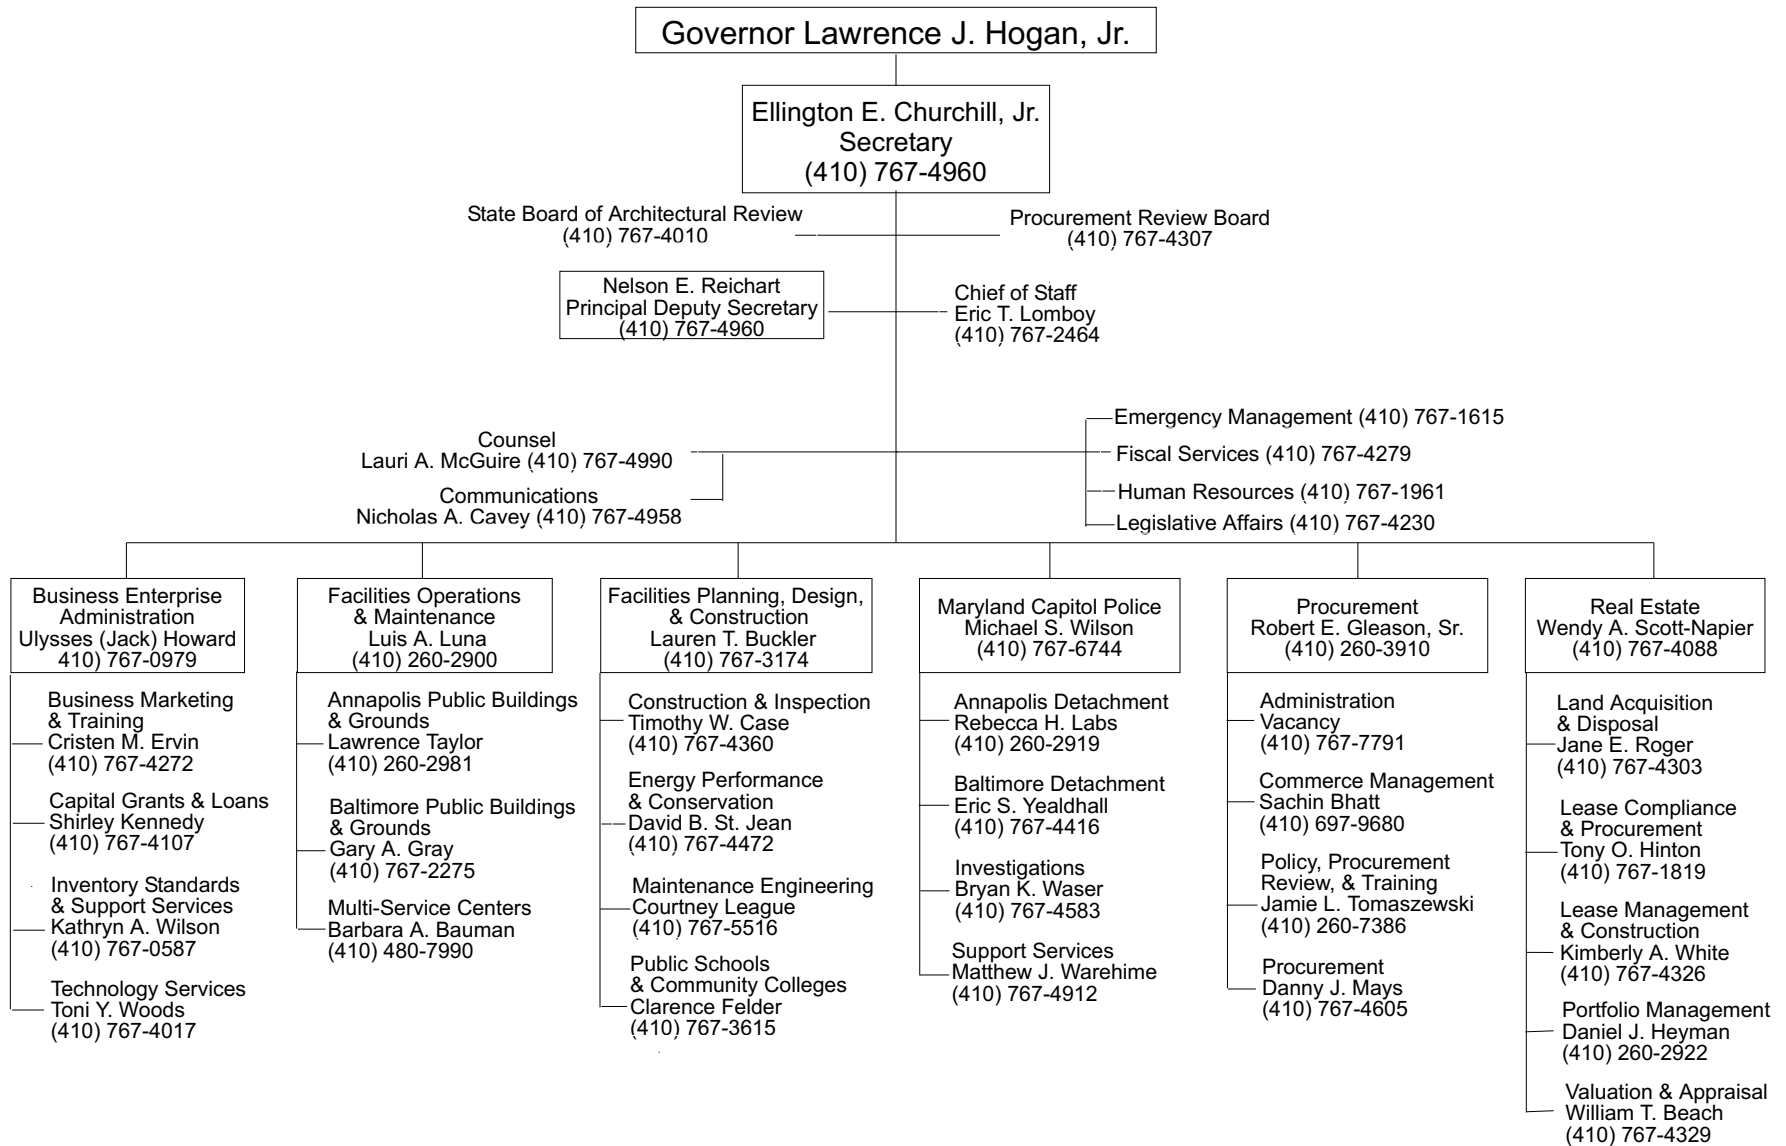 Governor Lawrence J. Hogan, Jr.
Ellington E. Churchill, Jr.
Secretary
(410) 767-4960
State Board of Architectural Review
(410) 767-4010
Procurement Review Board
(410) 767-4307
Nelson E. Reichart
Principal Deputy Secretary
(410) 767-4960
Chief of Staff
Eric T. Lomboy
(410) 767-2464
Counsel
Lauri A. McGuire (410) 767-4990
Communications
Nicholas A. Cavey (410) 767-4958
Emergency Management (410) 767-1615
Fiscal Services (410) 767-4279
Human Resources (410) 767-1961
Legislative Affairs (410) 767-4230
Business Enterprise
Administration
Ulysses (Jack) Howard
410) 767-0979
Business Marketing
& Training
Cristen M. Ervin
(410) 767-4272
Capital Grants & Loans
Shirley Kennedy
(410) 767-4107
Inventory Standards
& Support Services
Kathryn A. Wilson
(410) 767-0587
Technology Services
Toni Y. Woods
(410) 767-4017
Facilities Operations
& Maintenance
Luis A. Luna
(410) 260-2900
Annapolis Public Buildings
& Grounds
Lawrence Taylor
(410) 260-2981
Baltimore Public Buildings
& Grounds
Gary A. Gray
(410) 767-2275
Multi-Service Centers
Barbara A. Bauman
(410) 480-7990
Facilities Planning, Design,
& Construction
Lauren T. Buckler
(410) 767-3174
Construction & Inspection
Timothy W. Case
(410) 767-4360
Energy Performance
& Conservation
David B. St. Jean
(410) 767-4472
Maintenance Engineering
Courtney League
(410) 767-5516
Public Schools
& Community Colleges
Clarence Felder
(410) 767-3615
Maryland Capitol Police
Michael S. Wilson
(410) 767-6744
Annapolis Detachment
Rebecca H. Labs
(410) 260-2919
Baltimore Detachment
Eric S. Yealdhall
(410) 767-4416
Investigations
Bryan K. Waser
(410) 767-4583
Support Services
Matthew J. Warehime
(410) 767-4912
Procurement
Robert E. Gleason, Sr.
(410) 260-3910
Administration
Vacancy
(410) 767-7791
Commerce Management
Sachin Bhatt
(410) 697-9680
Policy, Procurement
Review, & Training
Jamie L. Tomaszewski
(410) 260-7386
Procurement
Danny J. Mays
(410) 767-4605
Real Estate
Wendy A. Scott-Napier
(410) 767-4088
Land Acquisition
& Disposal
Jane E. Roger
(410) 767-4303
Lease Compliance
& Procurement
Tony O. Hinton
(410) 767-1819
Lease Management
& Construction
Kimberly A. White
(410) 767-4326
Portfolio Management
Daniel J. Heyman
(410) 260-2922
Valuation & Appraisal
William T. Beach
(410) 767-4329